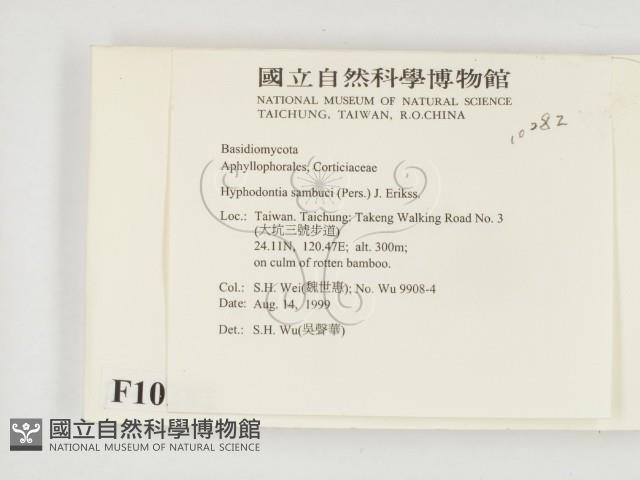 國立自然科學博物館
NATIONAL MUSEUM OF NATURAL SCIENCE
TAICHUNG, TAIWAN, R.O.CHINA
10282
Basidiomycota
Aphyllophorales, Corticiaceae
Hyphodontia sambuci (Pers.) J. Erikss.
Loc.: Taiwan. Taichung: Takeng Walking Road No. 3
(大坑三號步道)
24.11N, 120.47E; alt. 300m;
on culm of rotten bamboo.
Col.: S.H. Wei(魏世惠); No. Wu 9908-4
Date: Aug. 14, 1999
Det.: S.H. Wu(吳聲華)
F10
國立自然科學博物館
NATIONAL MUSEUM OF NATURAL SCIENCE